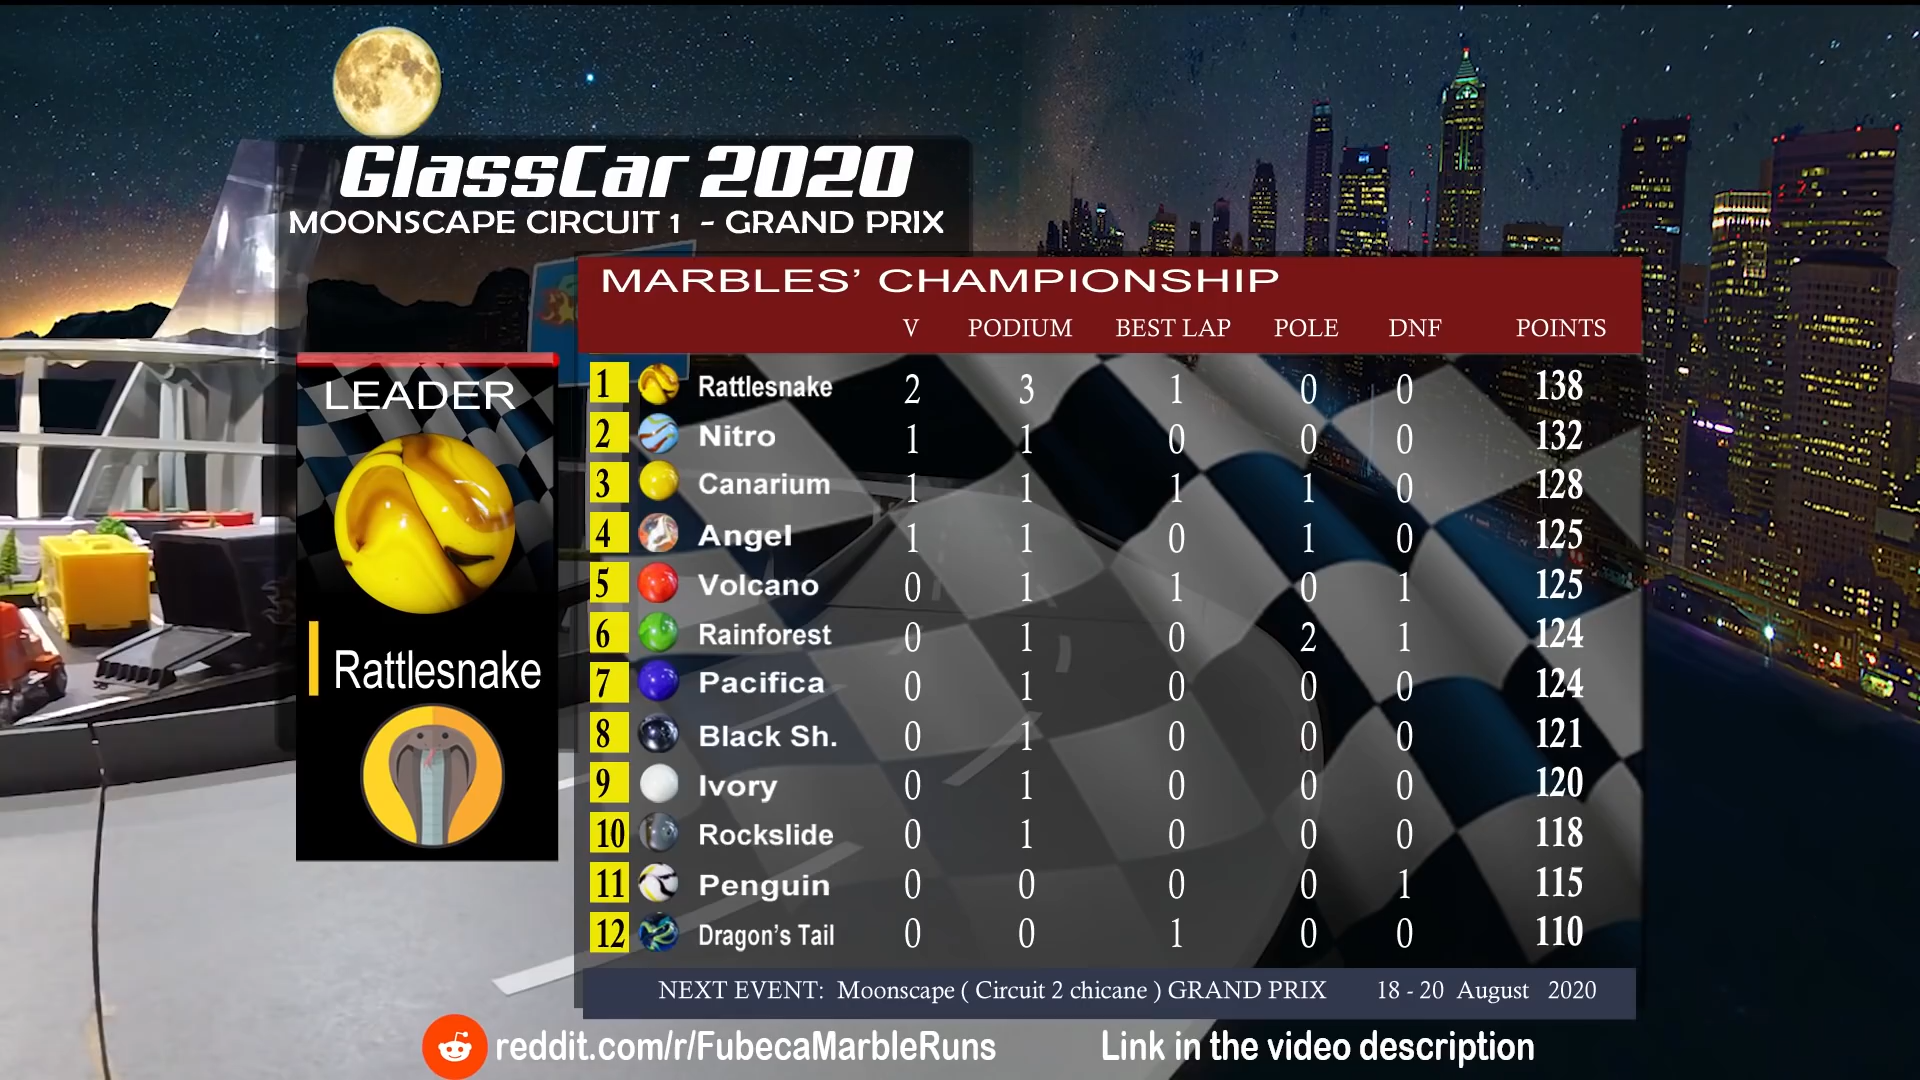 GlassCar 2020
MOONSCAPE CIRCUIT 1 - GRAND PRIX
MARBLES’ CHAMPIONSHIP
V PODIUM BEST LAP POLE DNF POINTS
LEADER
Rattlesnake
1 Rattlesnake 2 3 1 0 0 138
2 Nitro 1 1 0 0 0 132
3 Canarium 1 1 1 1 0 128
4 Angel 1 1 0 1 0 125
5 Volcano 0 1 1 0 1 125
6 Rainforest 0 1 0 2 1 124
7 Pacifica 0 1 0 0 0 124
8 Black Sh. 0 1 0 0 0 121
9 Ivory 0 1 0 0 0 120
10 Rockslide 0 1 0 0 0 118
11 Penguin 0 0 0 0 1 115
12 Dragon’s Tail 0 0 1 0 0 110
NEXT EVENT: Moonscape ( Circuit 2 chicane ) GRAND PRIX 18 - 20 August 2020
reddit.com/r/FubecaMarbleRuns Link in the video description